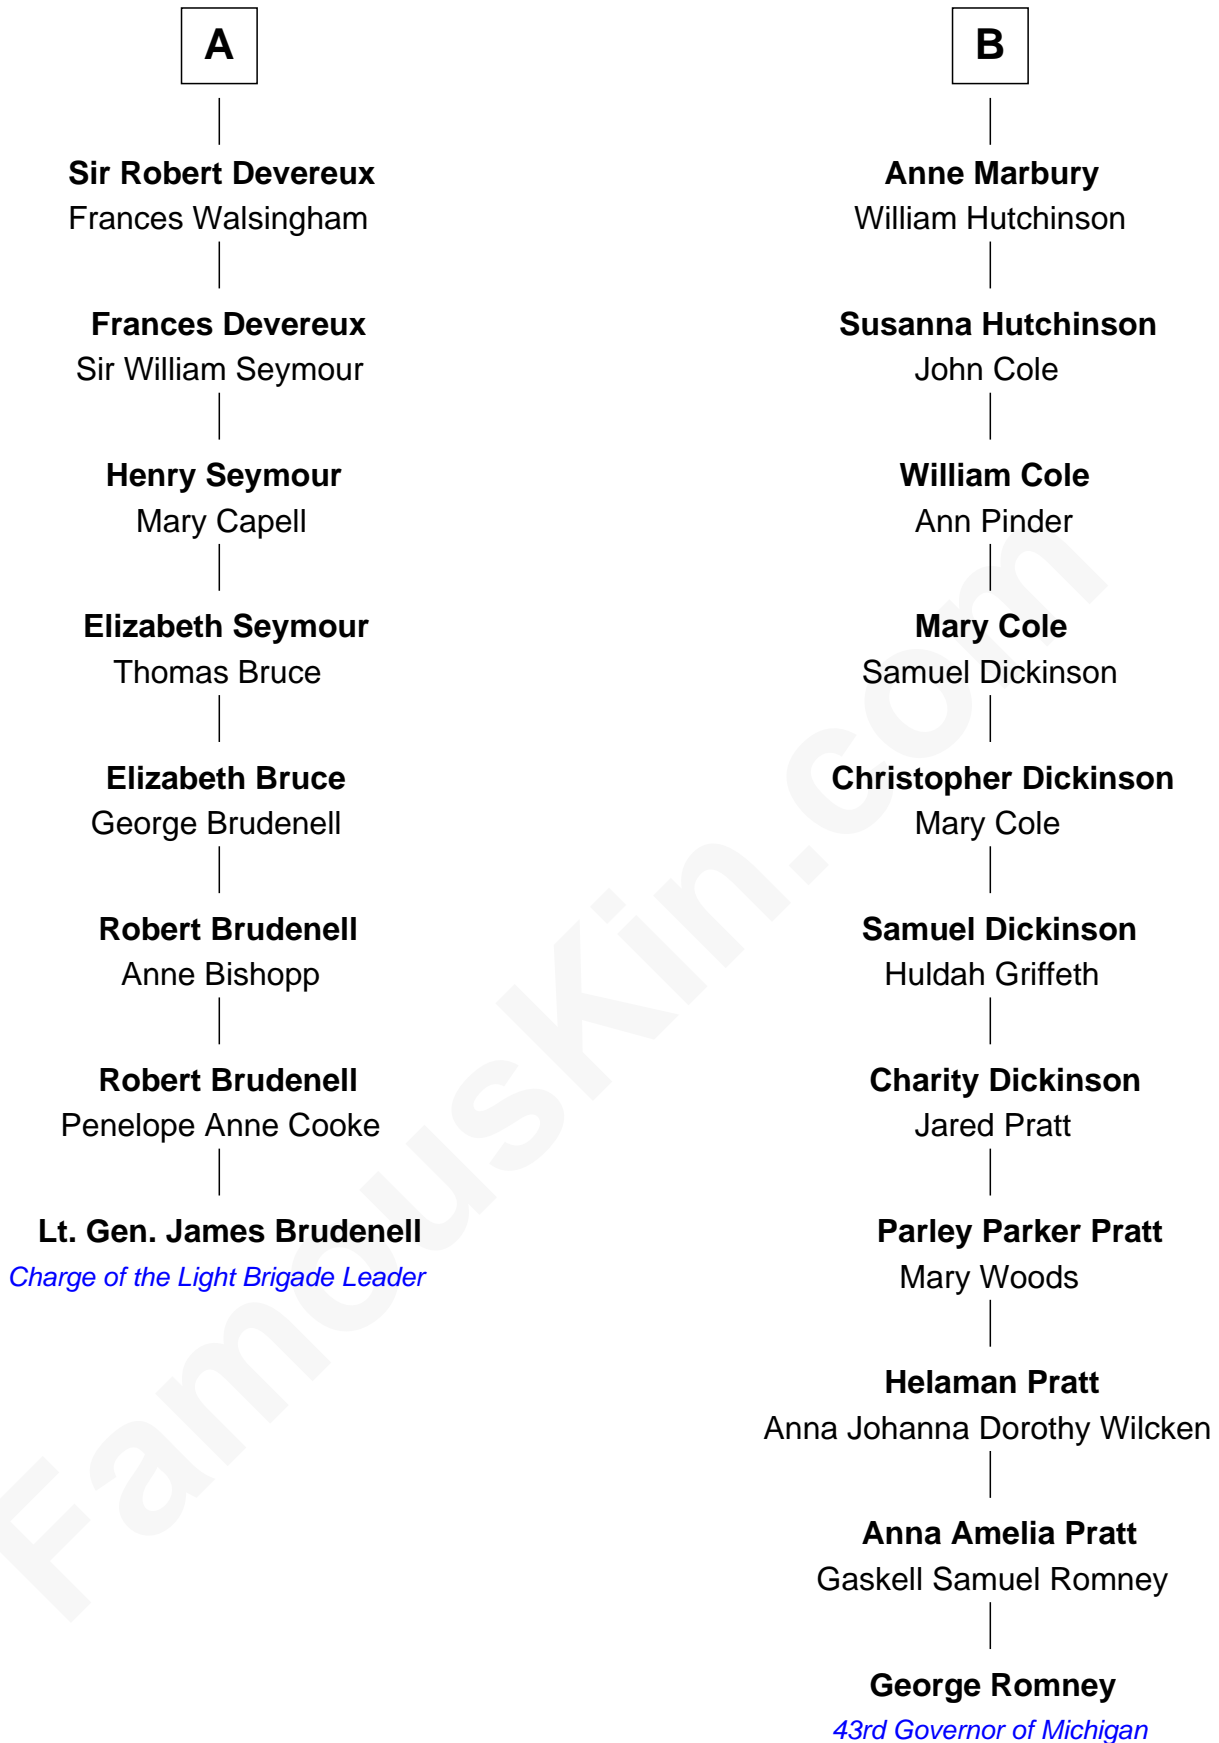 A
Sir Robert Devereux
Frances Walsingham
Frances Devereux
Sir William Seymour
Henry Seymour
Mary Capell
Elizabeth Seymour
Thomas Bruce
Elizabeth Bruce
George Brudenell
Robert Brudenell
Anne Bishopp
Robert Brudenell
Penelope Anne Cooke
Lt. Gen. James Brudenell
Charge of the Light Brigade Leader
B
Anne Marbury
William Hutchinson
Susanna Hutchinson
John Cole
William Cole
Ann Pinder
Mary Cole
Samuel Dickinson
Christopher Dickinson
Mary Cole
Samuel Dickinson
Huldah Griffeth
Charity Dickinson
Jared Pratt
Parley Parker Pratt
Mary Woods
Helaman Pratt
Anna Johanna Dorothy Wilcken
Anna Amelia Pratt
Gaskell Samuel Romney
George Romney
43rd Governor of Michigan
FamousKin.com